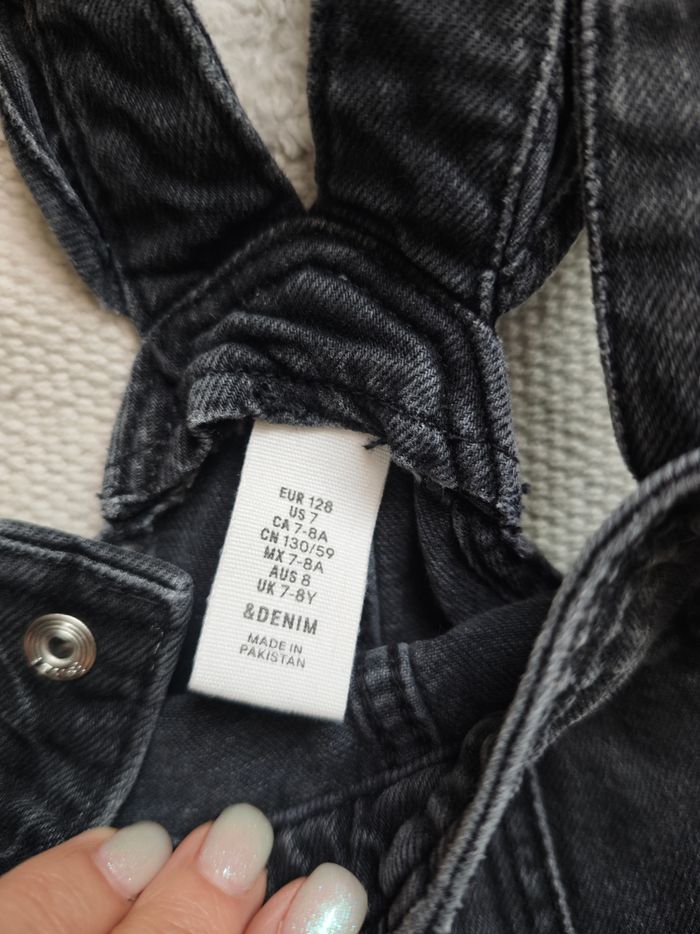 EUR 128
US 7
CA 7-8A
CN 130/59
MX 7-8A
AUS 8
UK 7-8Y
&DENIM
MADE IN
PAKISTAN